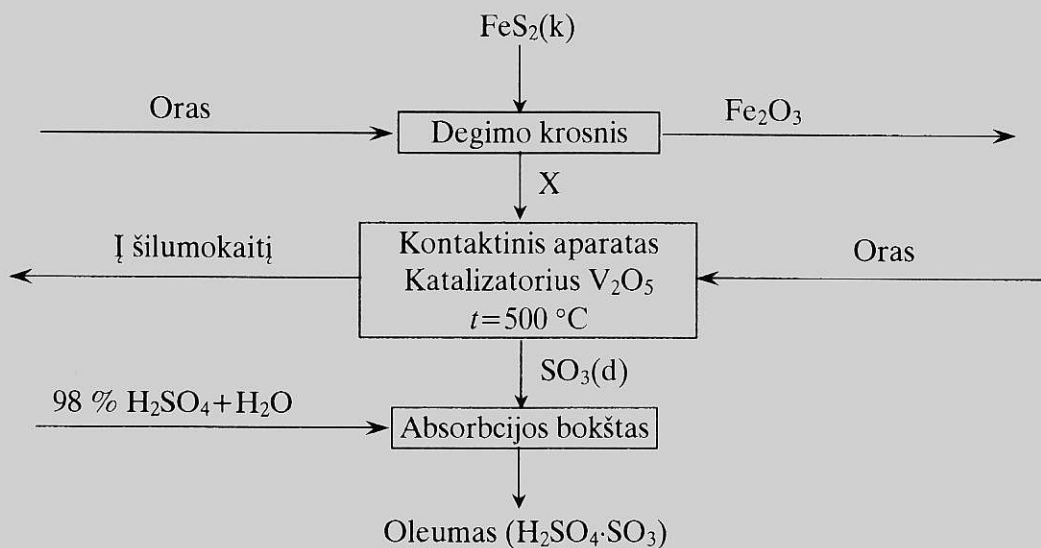 FeS₂(k)
Oras
Fe₂O₃
Degimo krosnis
X
Į šilumokaitį
Kontaktinis aparatas
Katalizatorius V₂O₅
t=500 °C
Oras
SO₃(d)
98 % H₂SO₄+H₂O
Absorbcijos bokštas
Oleumas (H₂SO₄·SO₃)